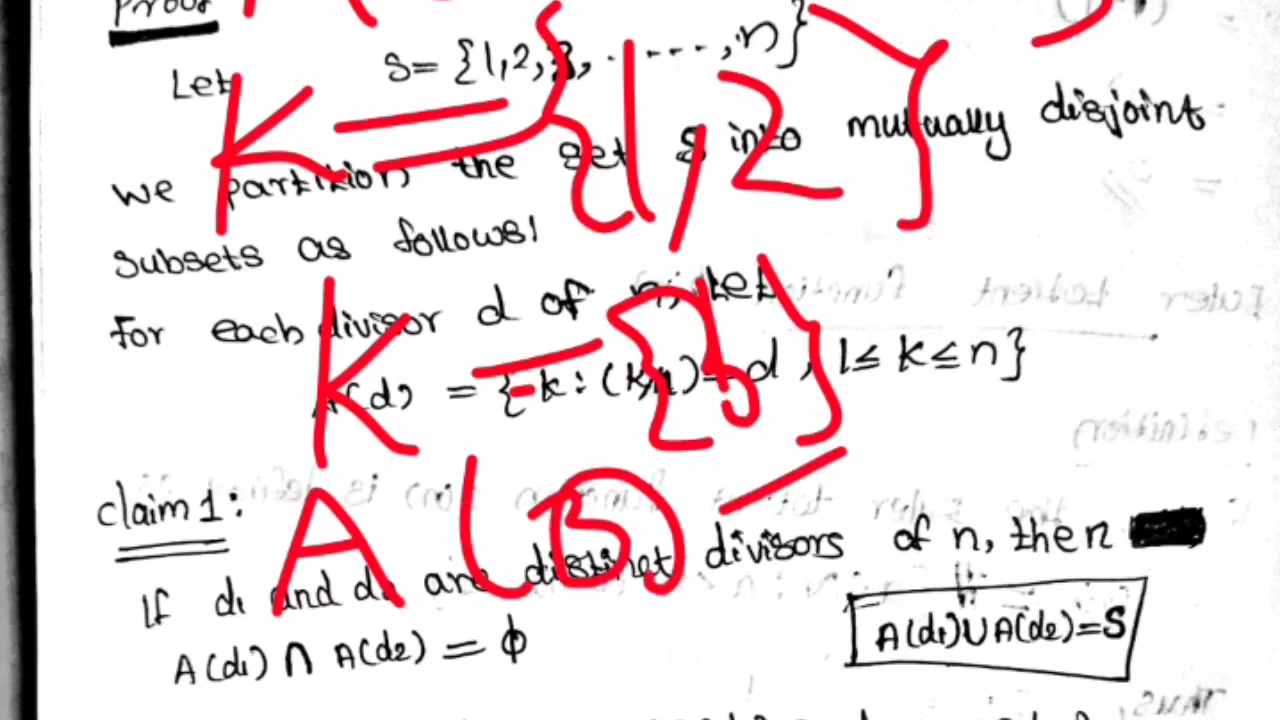 Proof
Let S = {1,2,3, . ----, n}
K = {1, 2}
we partition the set S into mutually disjoint
subsets as follows!
For each divisor d of n, let
K = { }
A(d) = {k : (k,n) = d, 1 ≤ k ≤ n}
claim 1:
A (3)
If d1 and d2 are distinct divisors of n, then
A(d1) ∩ A(d2) = ϕ
A(d1)∪A(d2)=S